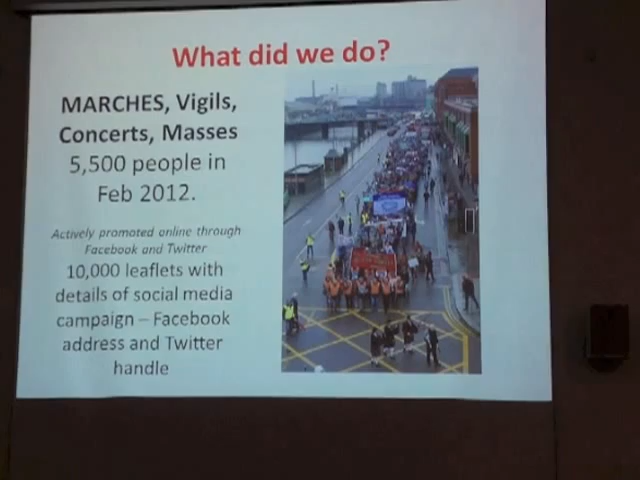 What did we do?
MARCHES, Vigils,
Concerts, Masses
5,500 people in
Feb 2012.
Actively promoted online through
Facebook and Twitter
10,000 leaflets with
details of social media
campaign – Facebook
address and Twitter
handle